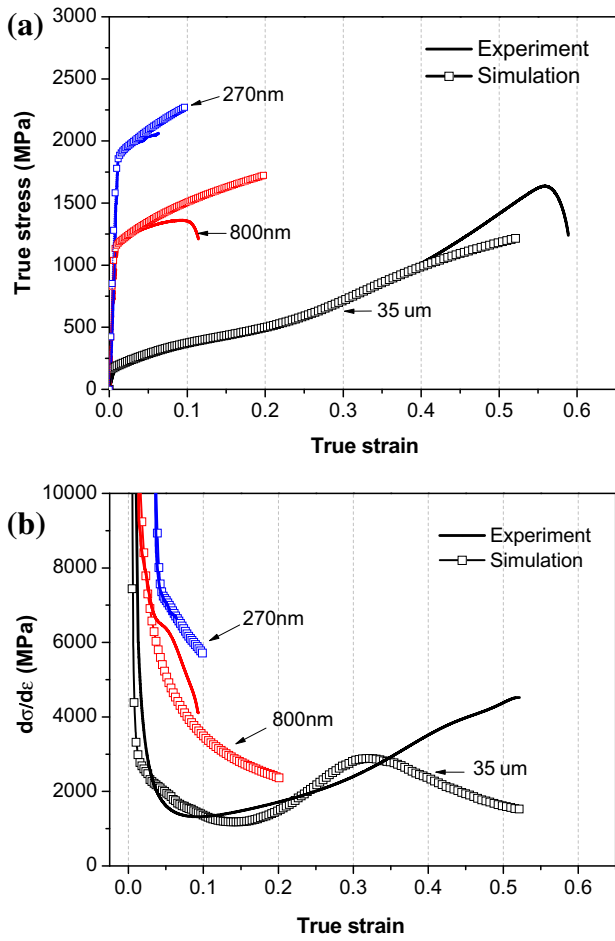 (a)
3000
2500
2000
1500
1000
500
0
True stress (MPa)
Experiment
Simulation
270nm
800nm
35 um
0.0 0.1 0.2 0.3 0.4 0.5 0.6
True strain
(b)
10000
8000
6000
4000
2000
0
dσ/dε (MPa)
Experiment
Simulation
270nm
800nm
35 um
0.0 0.1 0.2 0.3 0.4 0.5 0.6
True strain